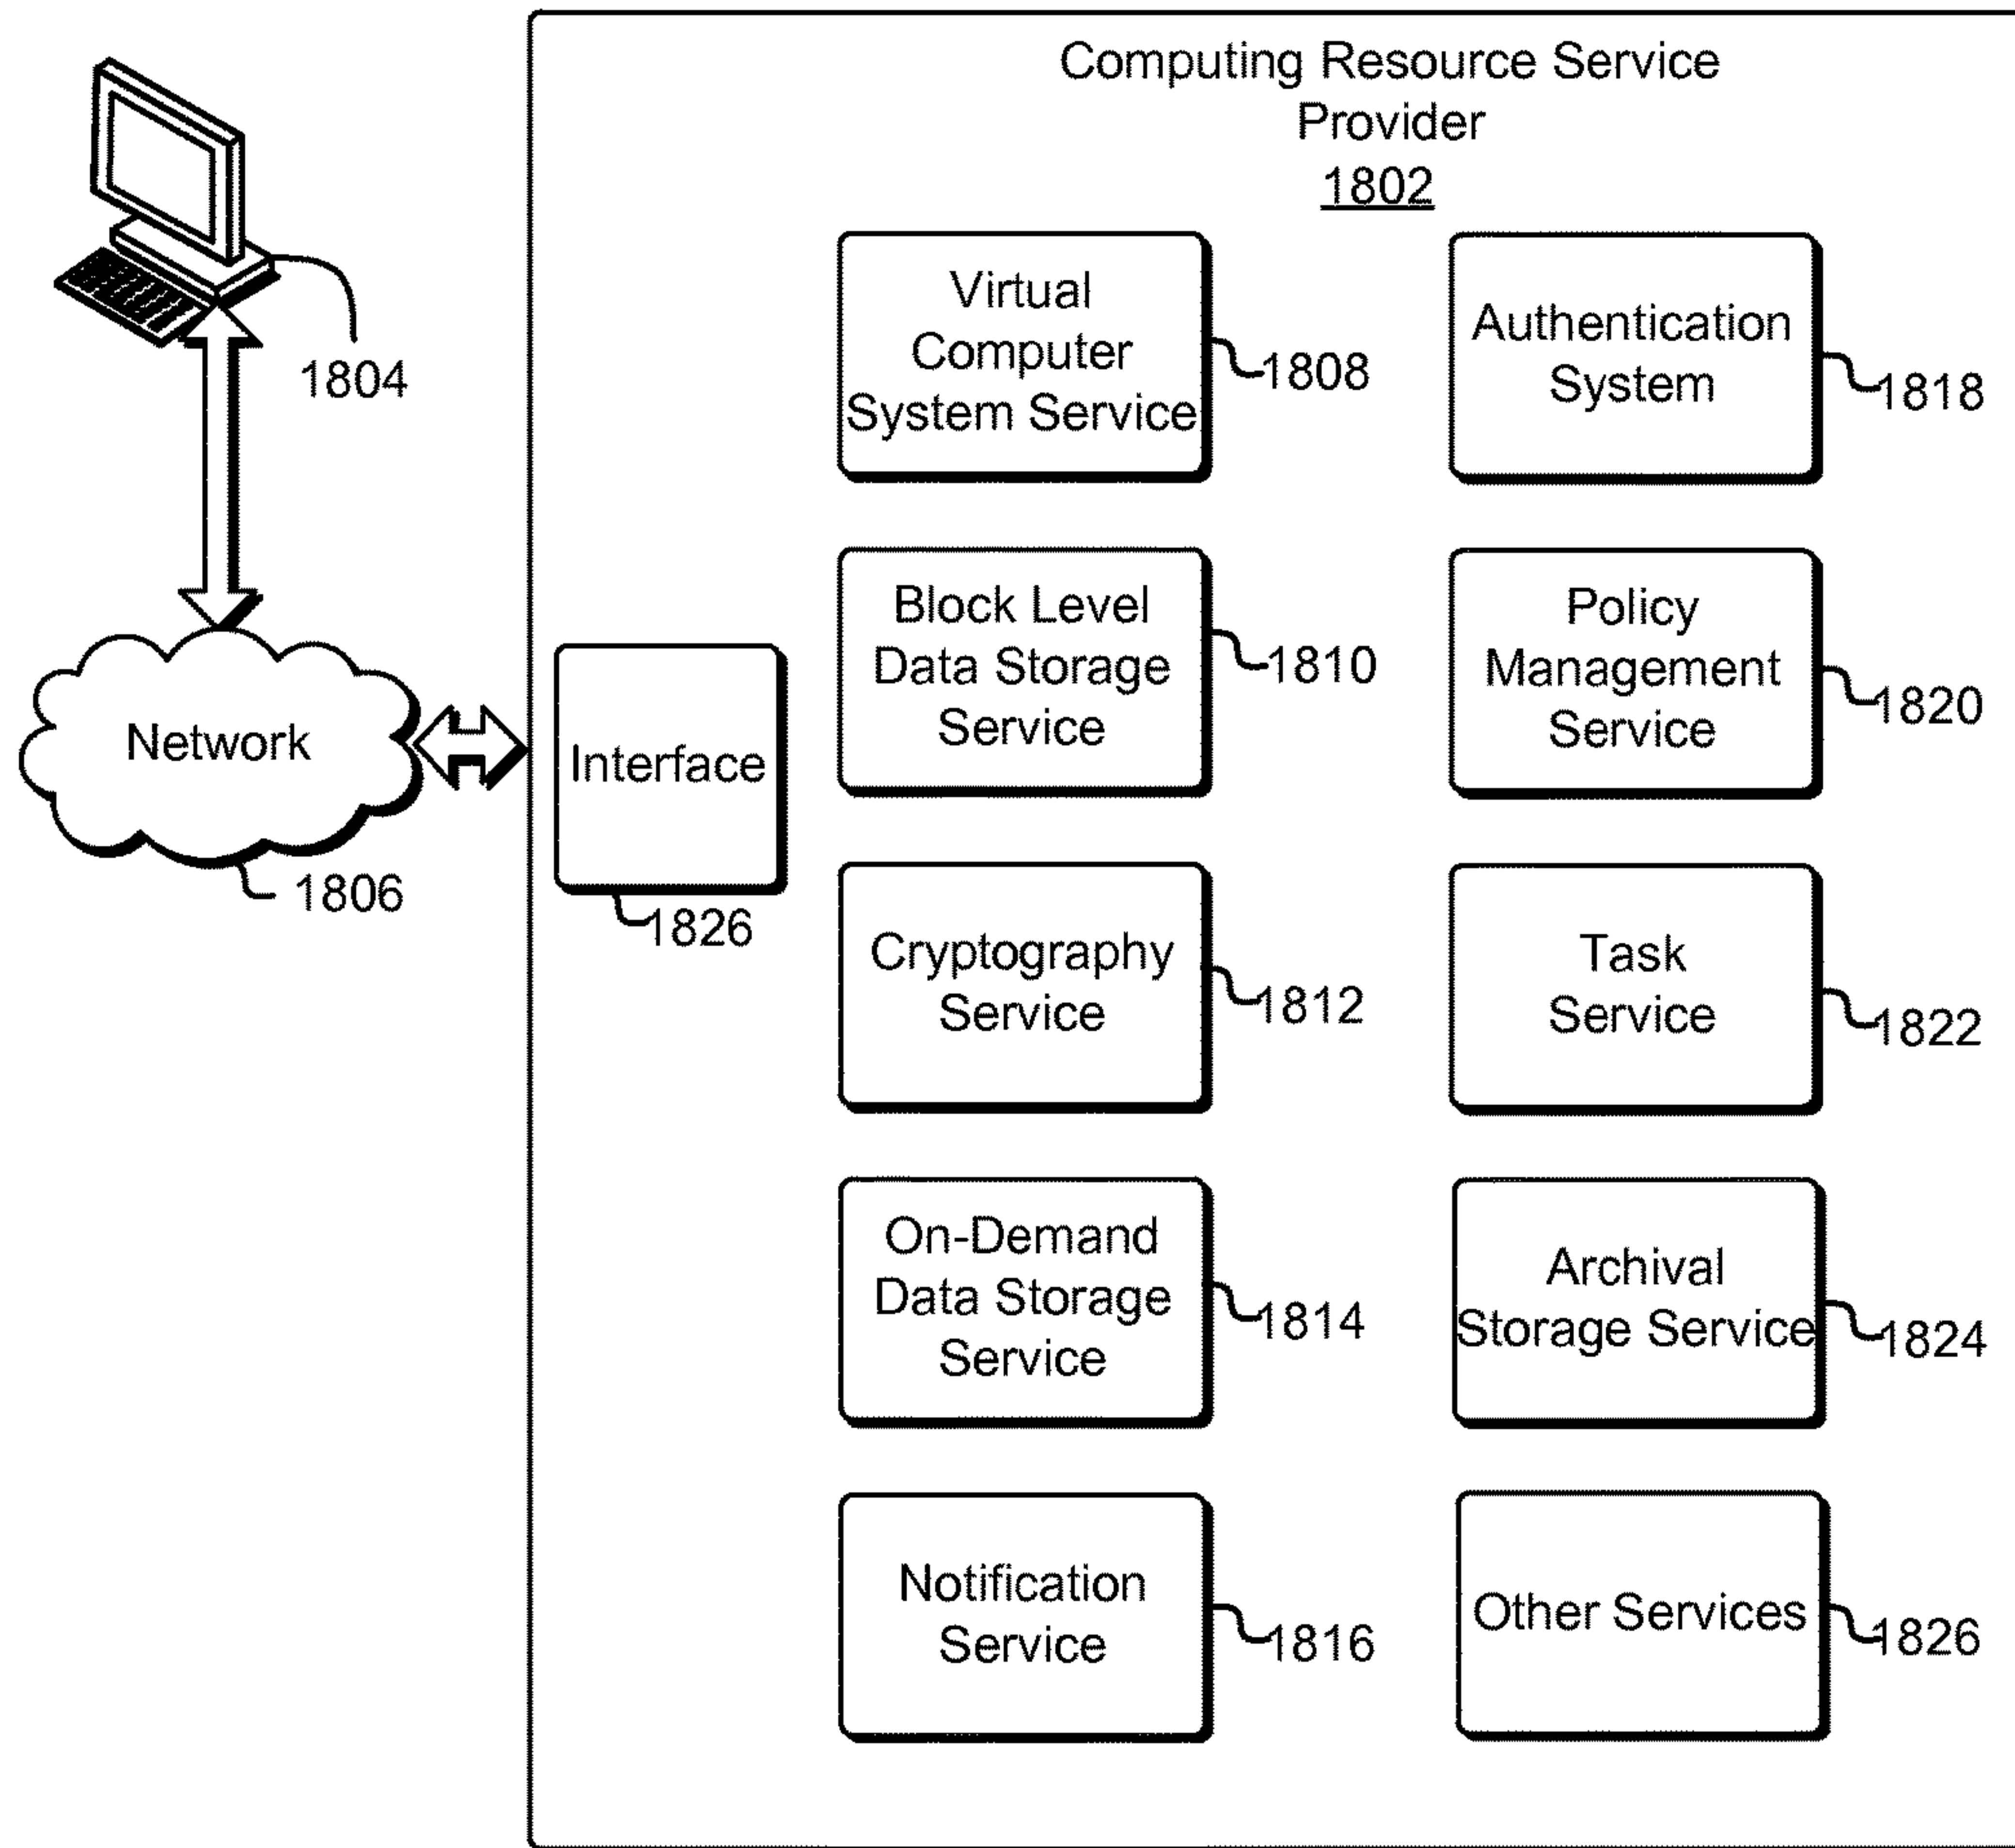 Computing Resource Service
Provider
1802
1804
Network
1806
Interface
1826
Virtual
Computer
System Service
1808
Authentication
System
1818
Block Level
Data Storage
Service
1810
Policy
Management
Service
1820
Cryptography
Service
1812
Task
Service
1822
On-Demand
Data Storage
Service
1814
Archival
Storage Service
1824
Notification
Service
1816
Other Services
1826